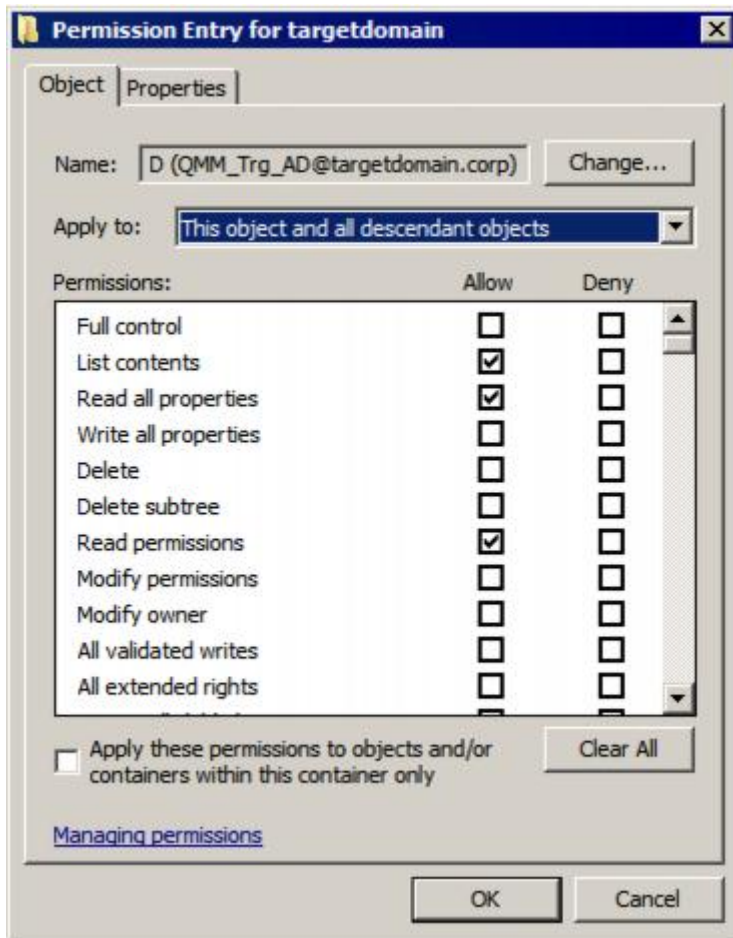 Permission Entry for targetdomain
Object Properties
Name: D (QMM_Trg_AD@targetdomain.corp) Change...
Apply to: This object and all descendant objects
Permissions: Allow Deny
Full control
List contents
Read all properties
Write all properties
Delete
Delete subtree
Read permissions
Modify permissions
Modify owner
All validated writes
All extended rights
Apply these permissions to objects and/or
containers within this container only
Clear All
Managing permissions
OK Cancel